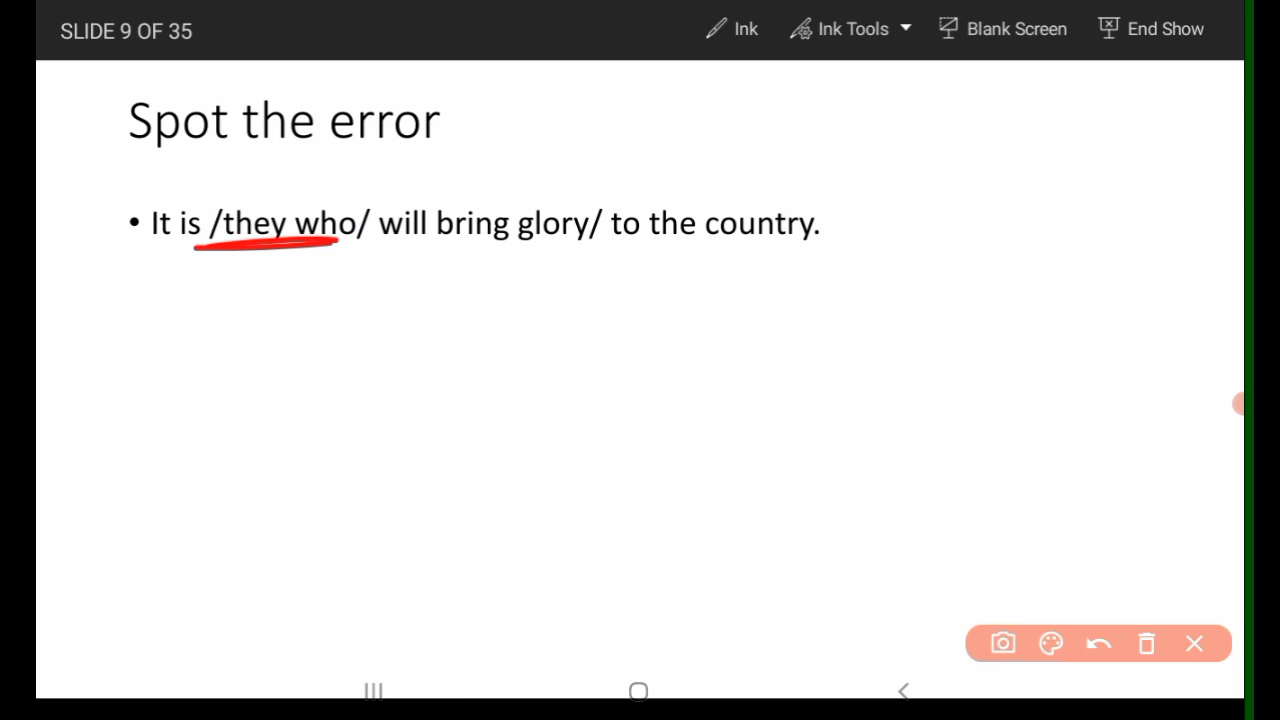 SLIDE 9 OF 35 Ink Ink Tools Blank Screen End Show
Spot the error
• It is /they who/ will bring glory/ to the country.